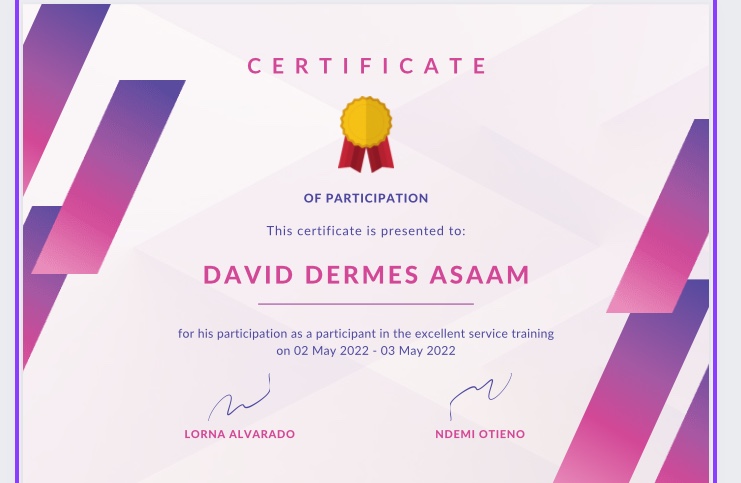 CERTIFICATE
OF PARTICIPATION
This certificate is presented to:
DAVID DERMES ASAAM
for his participation as a participant in the excellent service training
on 02 May 2022 - 03 May 2022
LORNA ALVARADO
NDEMI OTIENO